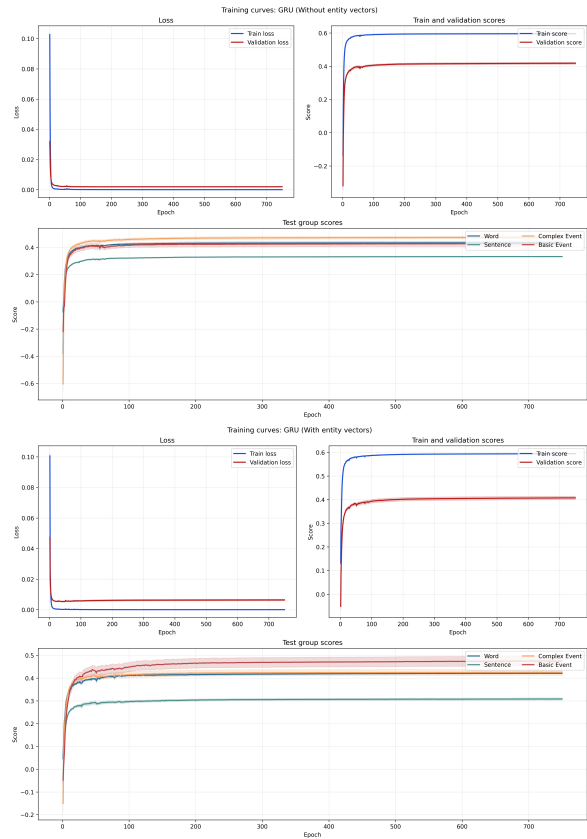 Training curves: GRU (Without entity vectors)
Loss
Train and validation scores
Train loss
Validation loss
Train score
Validation score
0.10
0.08
0.06
0.04
0.02
0.00
Loss
0 100 200 300 400 500 600 700
Epoch
0.6
0.4
0.2
0.0
−0.2
Score
0 100 200 300 400 500 600 700
Epoch
Test group scores
Word
Sentence
Complex Event
Basic Event
0.4
0.2
0.0
−0.2
−0.4
−0.6
Score
0 100 200 300 400 500 600 700
Epoch
Training curves: GRU (With entity vectors)
Loss
Train and validation scores
Train loss
Validation loss
Train score
Validation score
0.10
0.08
0.06
0.04
0.02
0.00
Loss
0 100 200 300 400 500 600 700
Epoch
0.6
0.5
0.4
0.3
0.2
0.1
0.0
Score
0 100 200 300 400 500 600 700
Epoch
Test group scores
Word
Sentence
Complex Event
Basic Event
0.5
0.4
0.3
0.2
0.1
0.0
−0.1
−0.2
Score
0 100 200 300 400 500 600 700
Epoch